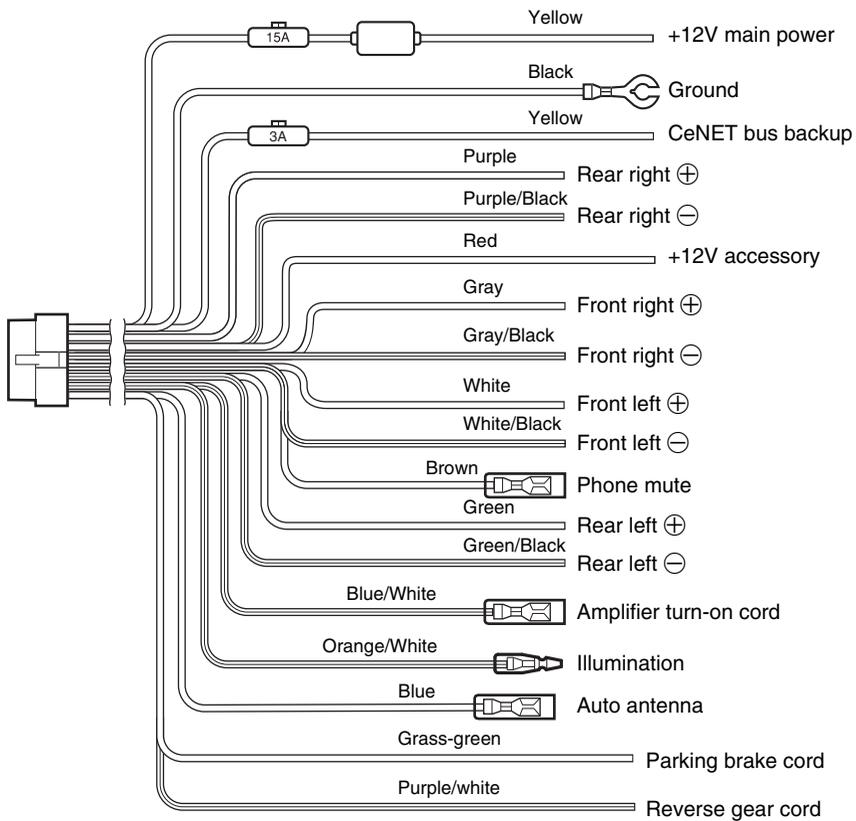 Yellow
15A
+12V main power
Black
Ground
Yellow
3A
CeNET bus backup
Purple
Rear right ⊕
Purple/Black
Rear right ⊖
Red
+12V accessory
Gray
Front right ⊕
Gray/Black
Front right ⊖
White
Front left ⊕
White/Black
Front left ⊖
Brown
Phone mute
Green
Rear left ⊕
Green/Black
Rear left ⊖
Blue/White
Amplifier turn-on cord
Orange/White
Illumination
Blue
Auto antenna
Grass-green
Parking brake cord
Purple/white
Reverse gear cord